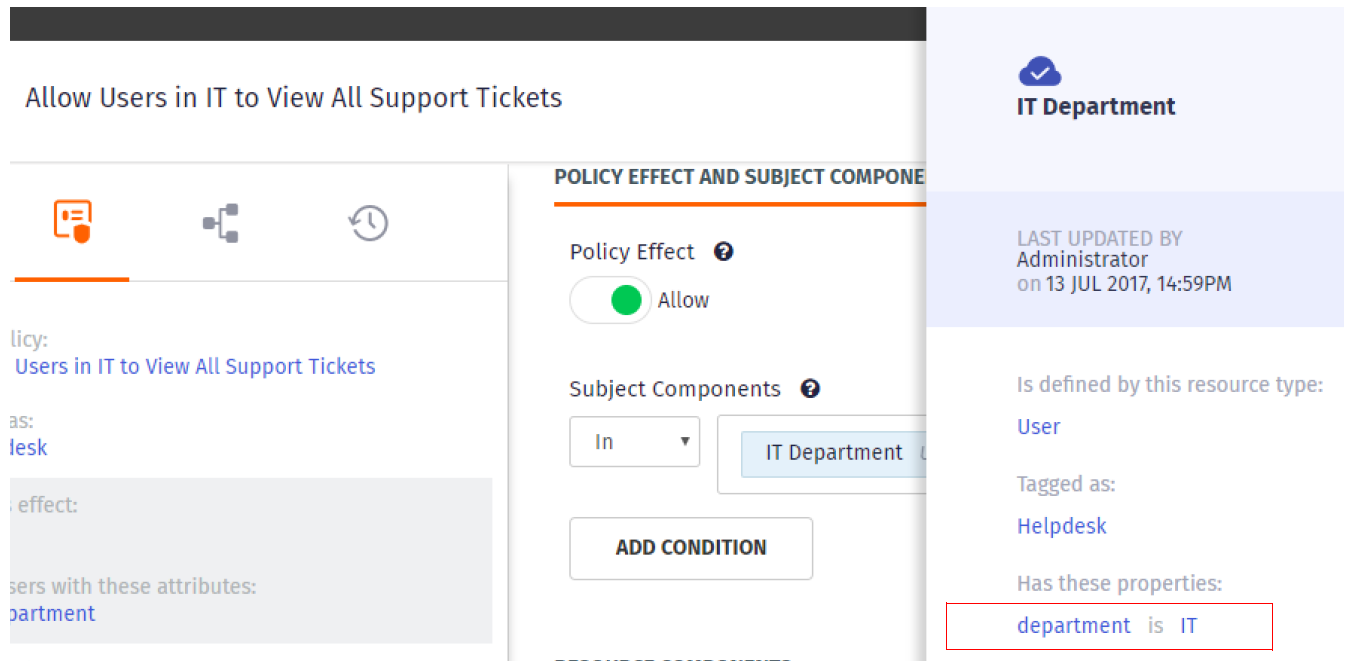 Allow Users in IT to View All Support Tickets
licy:
Users in IT to View All Support Tickets
as:
desk
effect:
sers with these attributes:
partment
POLICY EFFECT AND SUBJECT COMPONE
Policy Effect
Allow
Subject Components
In
IT Department
ADD CONDITION
RESOURCE COMPONENTS
IT Department
LAST UPDATED BY
Administrator
on 13 JUL 2017, 14:59PM
Is defined by this resource type:
User
Tagged as:
Helpdesk
Has these properties:
department is IT